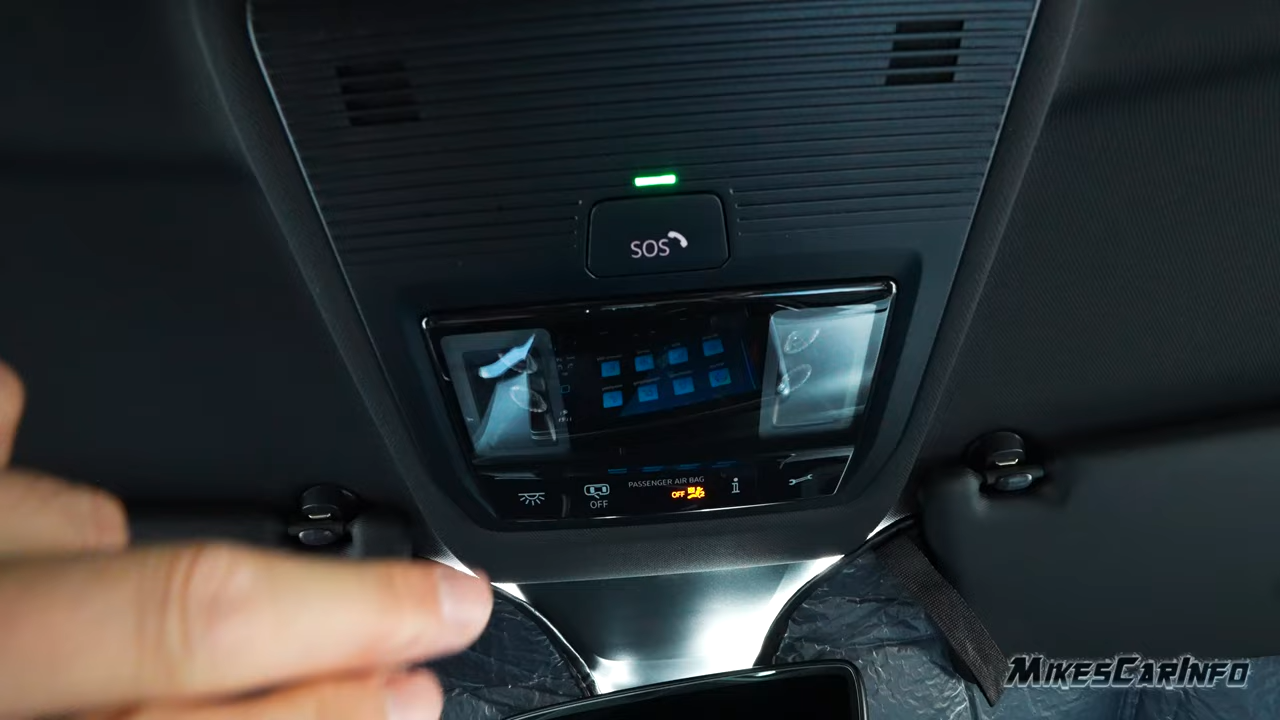 SOS
PASSENGER AIR BAG
OFF
OFF
i
MIKESCARINFO